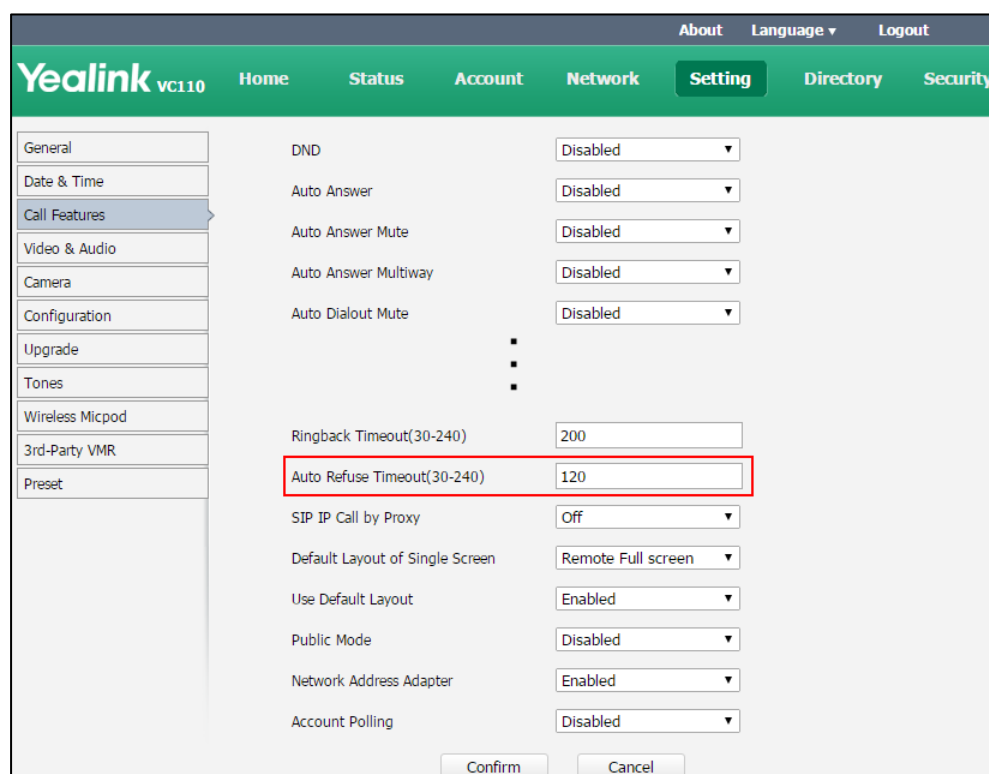 About Language ▾ Logout
Yealink VC110 Home Status Account Network Setting Directory Security
General
Date & Time
Call Features
Video & Audio
Camera
Configuration
Upgrade
Tones
Wireless Micpod
3rd-Party VMR
Preset
DND Disabled
Auto Answer Disabled
Auto Answer Mute Disabled
Auto Answer Multiway Disabled
Auto Dialout Mute Disabled
Ringback Timeout(30-240) 200
Auto Refuse Timeout(30-240) 120
SIP IP Call by Proxy Off
Default Layout of Single Screen Remote Full screen
Use Default Layout Enabled
Public Mode Disabled
Network Address Adapter Enabled
Account Polling Disabled
Confirm Cancel